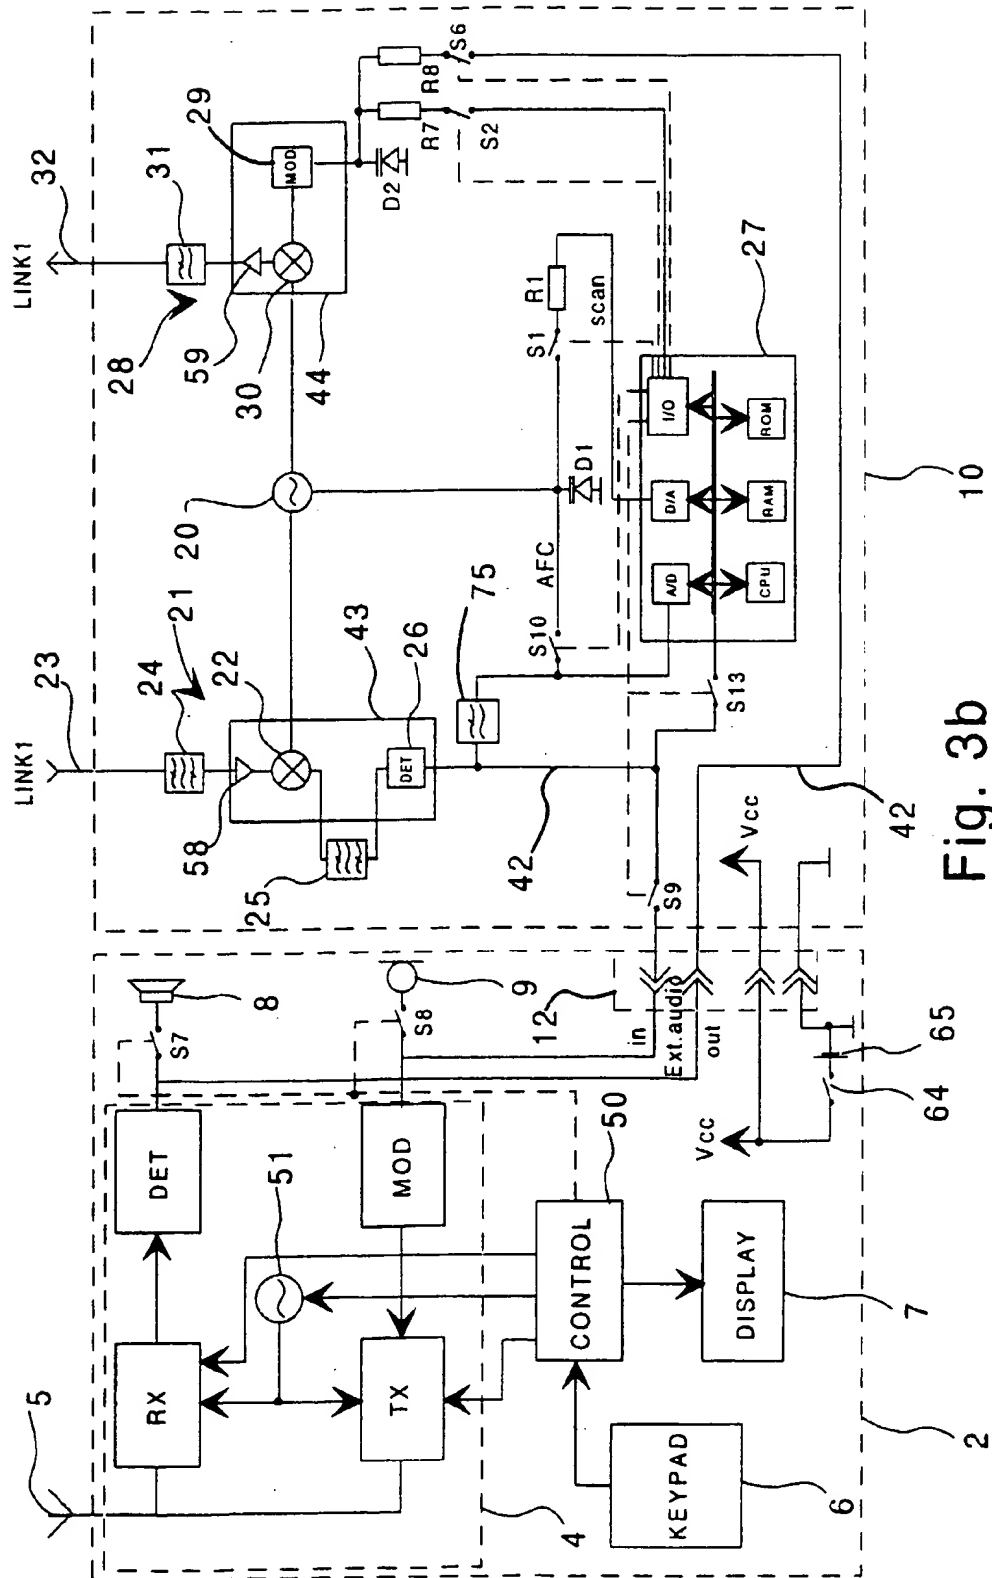 LINK1
23
24
21
22
58
25
43
26
42
75
20
LINK1
32
31
28
59
30
44
29
MOD
DET
D2
R7
R8
S2
S6
S1
R1
scan
AFC
S10
D1
A/D
D/A
I/O
CPU
RAM
ROM
27
S13
S9
42
10
Vcc
5
RX
DET
S7
8
51
TX
MOD
S8
9
4
12
in
Ext.audio
out
CONTROL
50
KEYPAD
6
DISPLAY
7
Vcc
64
65
2
Fig. 3b